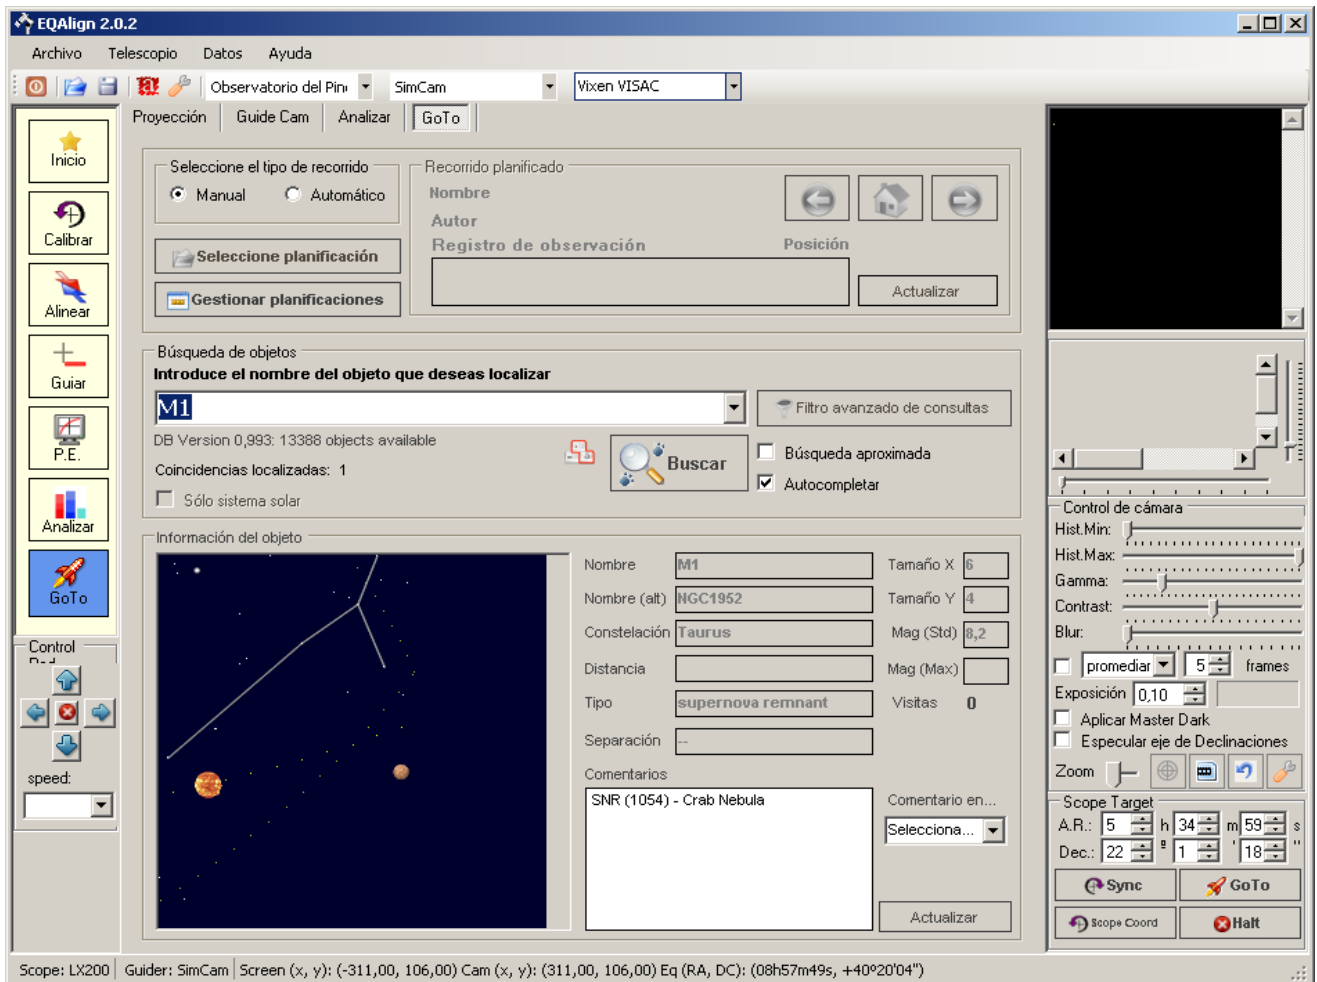 EQAlign 2.0.2
Archivo Telescopio Datos Ayuda
Observatorio del Pin SimCam Vixen VISAC
Proyección Guide Cam Analizar GoTo
Inicio
Calibrar
Alinear
Guiar
P.E.
Analizar
GoTo
Control
speed:
Seleccione el tipo de recorrido
Manual Automático
Seleccione planificación
Gestionar planificaciones
Recorrido planificado
Nombre
Autor
Registro de observación Posición
Actualizar
Búsqueda de objetos
Introduce el nombre del objeto que deseas localizar
M1
Filtro avanzado de consultas
DB Version 0,993: 13388 objects available
Coincidencias localizadas: 1
Sólo sistema solar
Buscar
Búsqueda aproximada
Autocompletar
Información del objeto
Nombre M1 Tamaño X 6
Nombre (alt) NGC1952 Tamaño Y 4
Constelación Taurus Mag (Std) 8,2
Distancia Mag (Max)
Tipo supernova remnant Visitas 0
Separación --
Comentarios
SNR (1054) - Crab Nebula
Comentario en...
Selecciona...
Actualizar
Control de cámara
Hist.Min:
Hist.Max:
Gamma:
Contrast:
Blur:
promediar 5 frames
Exposición 0,10
Aplicar Master Dark
Especular eje de Declinaciones
Zoom
Scope Target
A.R.: 5 h 34 m 59 s
Dec.: 22 º 1 ' 18 "
Sync GoTo
Scope Coord Halt
Scope: LX200 Guider: SimCam Screen (x, y): (-311,00, 106,00) Cam (x, y): (311,00, 106,00) Eq (RA, DC): (08h57m49s, +40º20'04")